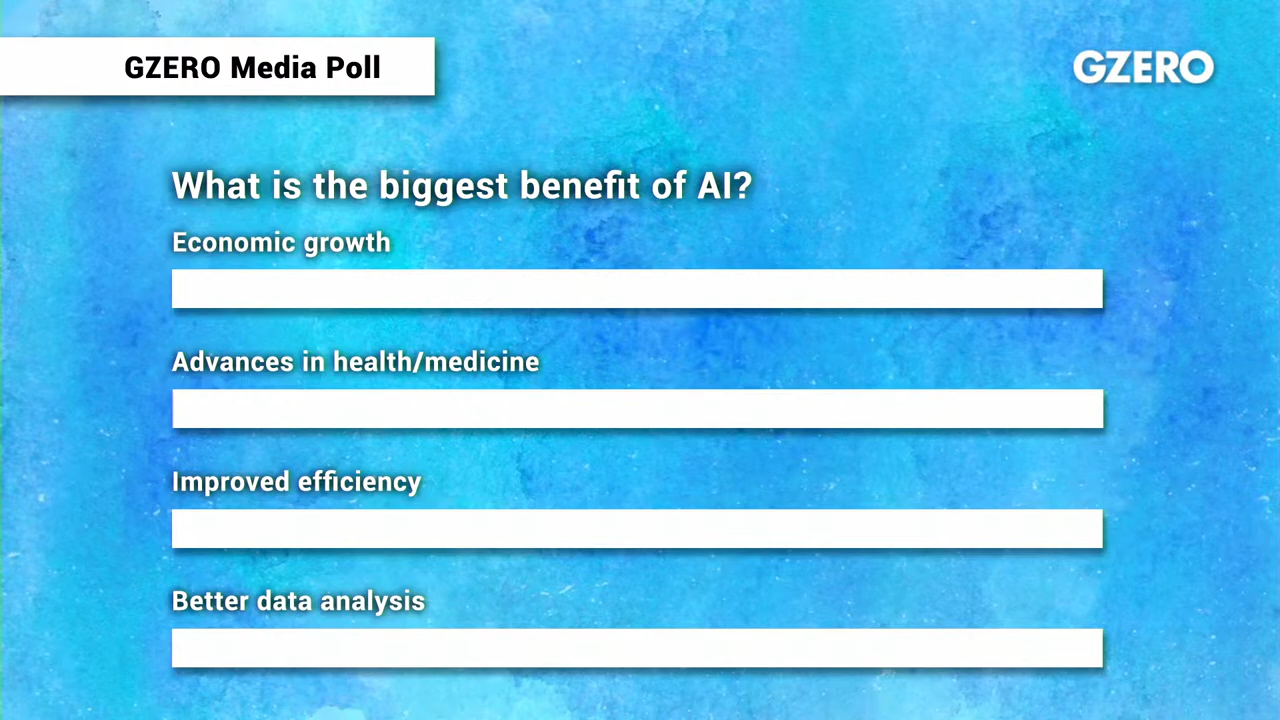 GZERO Media Poll
GZERO
What is the biggest benefit of AI?
Economic growth
Advances in health/medicine
Improved efficiency
Better data analysis